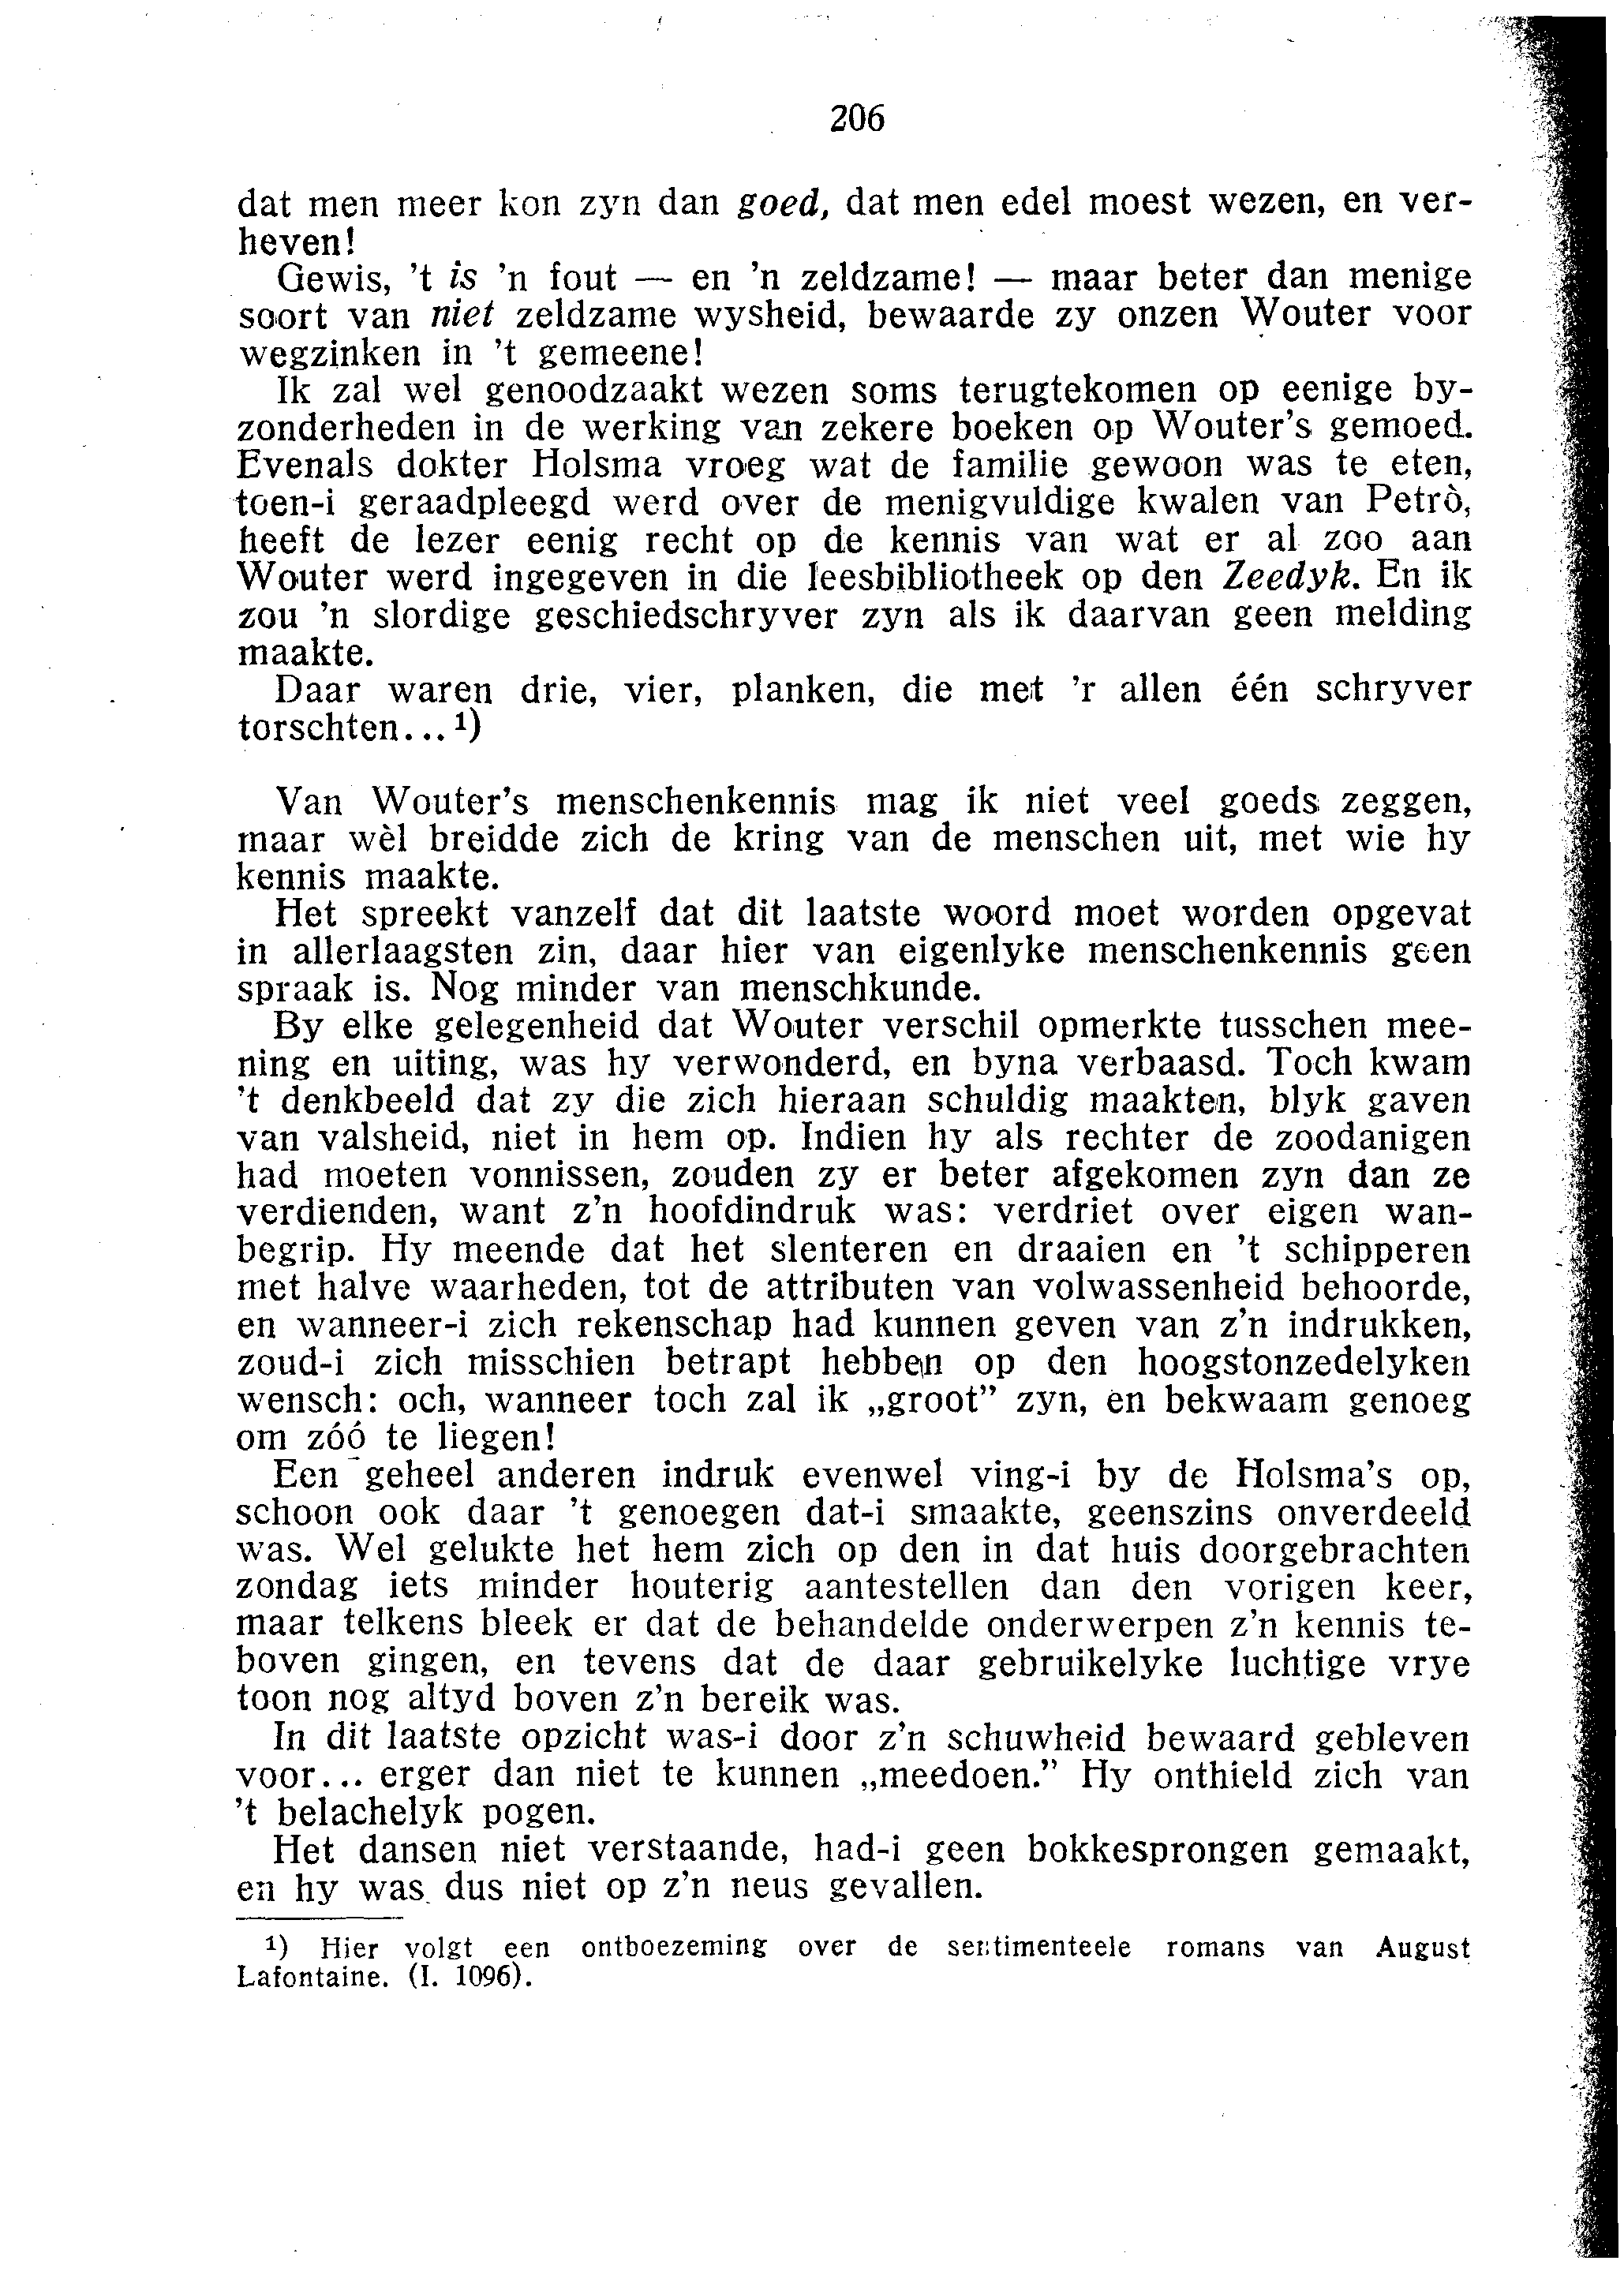 206
dat men meer kon zyn dan goed, dat men edel moest wezen, en ver-
heven!
Gewis, 't is 'n fout — en 'n zeldzame! — maar beter dan menige
soort van niet zeldzame wysheid, bewaarde zy onzen Wouter voor
wegzinken in 't gemeene!
Ik zal wel genoodzaakt wezen soms terugtekomen op eenige by-
zonderheden in de werking van zekere boeken op Wouter's gemoed.
Evenals dokter Holsma vroeg wat de familie gewoon was te eten,
toen-i geraadpleegd werd over de menigvuldige kwalen van Petrò,
heeft de lezer eenig recht op de kennis van wat er al zoo aan
Wouter werd ingegeven in die leesbibliotheek op den Zeedyk. En ik
zou 'n slordige geschiedschryver zyn als ik daarvan geen melding
maakte.
Daar waren drie, vier, planken, die met 'r allen één schryver
torschten... ¹)
Van Wouter's menschenkennis mag ik niet veel goeds zeggen,
maar wèl breidde zich de kring van de menschen uit, met wie hy
kennis maakte.
Het spreekt vanzelf dat dit laatste woord moet worden opgevat
in allerlaagsten zin, daar hier van eigenlyke menschenkennis geen
spraak is. Nog minder van menschkunde.
By elke gelegenheid dat Wouter verschil opmerkte tusschen mee-
ning en uiting, was hy verwonderd, en byna verbaasd. Toch kwam
't denkbeeld dat zy die zich hieraan schuldig maakten, blyk gaven
van valsheid, niet in hem op. Indien hy als rechter de zoodanigen
had moeten vonnissen, zouden zy er beter afgekomen zyn dan ze
verdienden, want z'n hoofdindruk was: verdriet over eigen wan-
begrip. Hy meende dat het slenteren en draaien en 't schipperen
met halve waarheden, tot de attributen van volwassenheid behoorde,
en wanneer-i zich rekenschap had kunnen geven van z'n indrukken,
zoud-i zich misschien betrapt hebben op den hoogstonzedelyken
wensch: och, wanneer toch zal ik „groot” zyn, en bekwaam genoeg
om zóó te liegen!
Een geheel anderen indruk evenwel ving-i by de Holsma's op,
schoon ook daar 't genoegen dat-i smaakte, geenszins onverdeeld
was. Wel gelukte het hem zich op den in dat huis doorgebrachten
zondag iets minder houterig aantestellen dan den vorigen keer,
maar telkens bleek er dat de behandelde onderwerpen z'n kennis te-
boven gingen, en tevens dat de daar gebruikelyke luchtige vrye
toon nog altyd boven z'n bereik was.
In dit laatste opzicht was-i door z'n schuwheid bewaard gebleven
voor... erger dan niet te kunnen „meedoen.” Hy onthield zich van
't belachelyk pogen.
Het dansen niet verstaande, had-i geen bokkesprongen gemaakt,
en hy was dus niet op z'n neus gevallen.
¹) Hier volgt een ontboezeming over de sentimenteele romans van August
Lafontaine. (I. 1096).